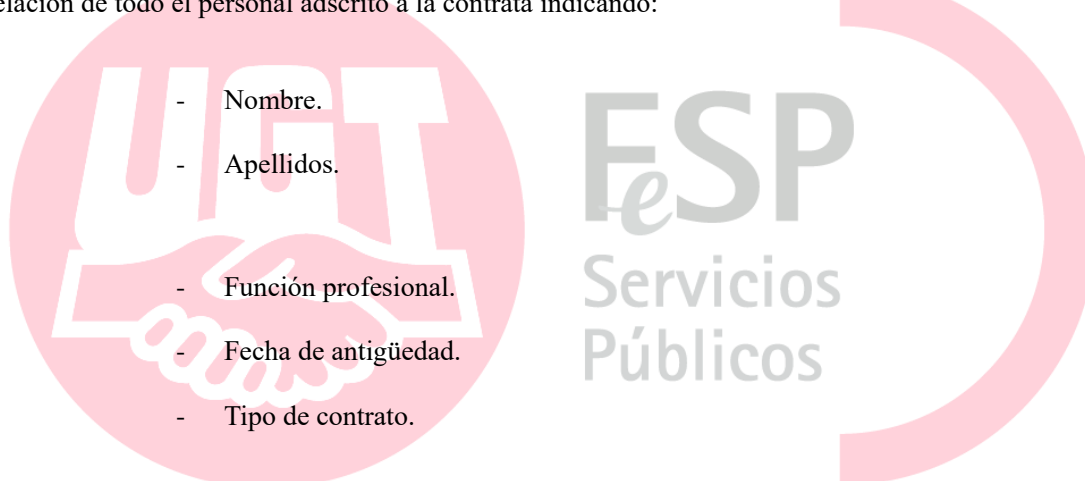 elación de todo el personal adscrito a la contrata indicando:
- Nombre.
- Apellidos.
- Función profesional.
- Fecha de antigüedad.
- Tipo de contrato.
UGT
FeSP
Servicios
Públicos